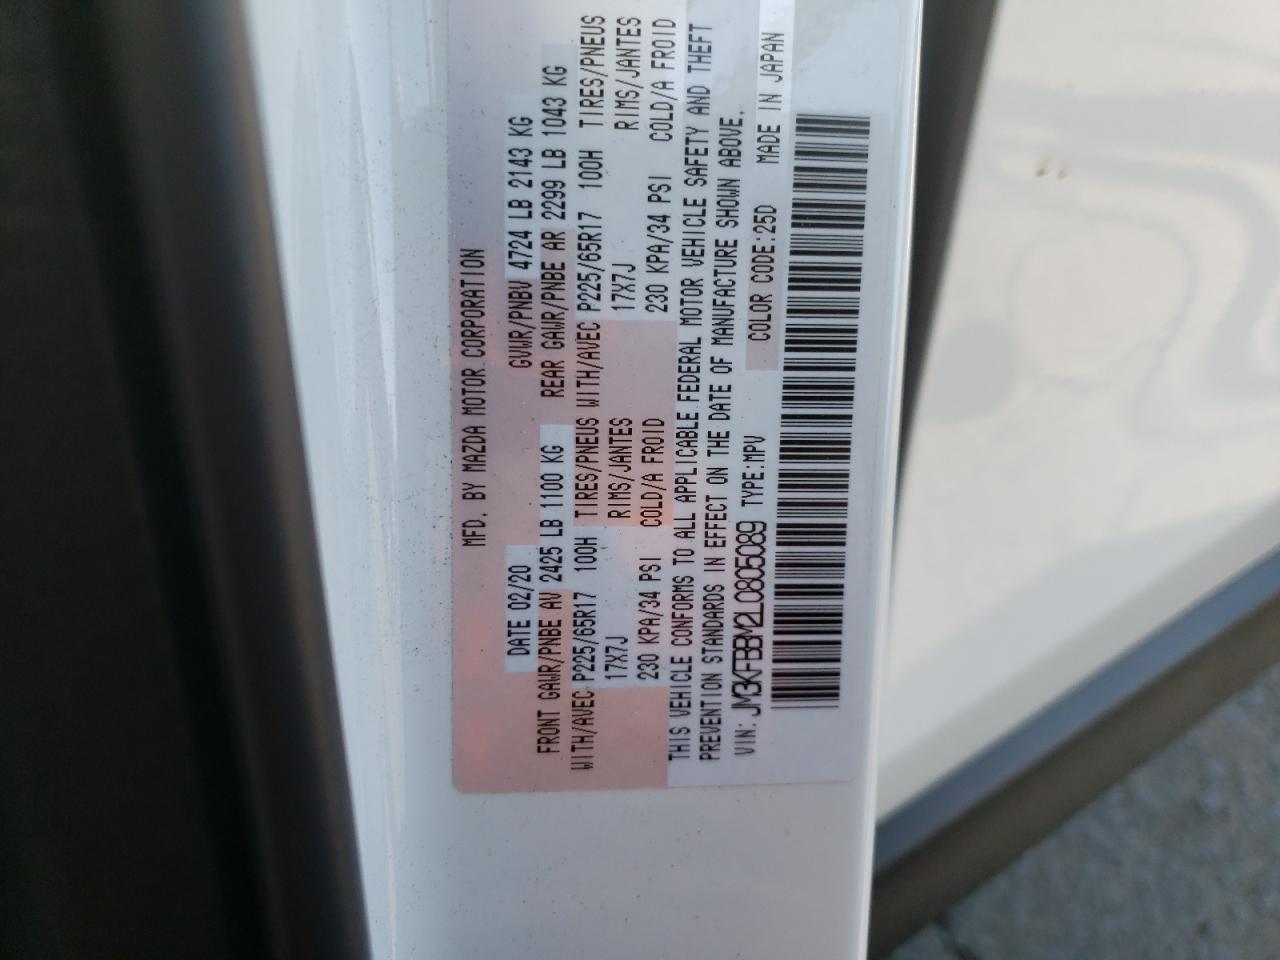 MFD. BY MAZDA MOTOR CORPORATION
DATE 02/20 GVWR/PNBV 4724 LB 2143 KG
FRONT GAWR/PNBE AV 2425 LB 1100 KG REAR GAWR/PNBE AR 2299 LB 1043 KG
WITH/AVEC P225/65R17 100H TIRES/PNEUS WITH/AVEC P225/65R17 100H TIRES/PNEUS
17X7J RIMS/JANTES 17X7J RIMS/JANTES
230 KPA/34 PSI COLD/A FROID 230 KPA/34 PSI COLD/A FROID
THIS VEHICLE CONFORMS TO ALL APPLICABLE FEDERAL MOTOR VEHICLE SAFETY AND THEFT
PREVENTION STANDARDS IN EFFECT ON THE DATE OF MANUFACTURE SHOWN ABOVE.
VIN: JM3KFBBM2L0805089 TYPE:MPV COLOR CODE:25D MADE IN JAPAN